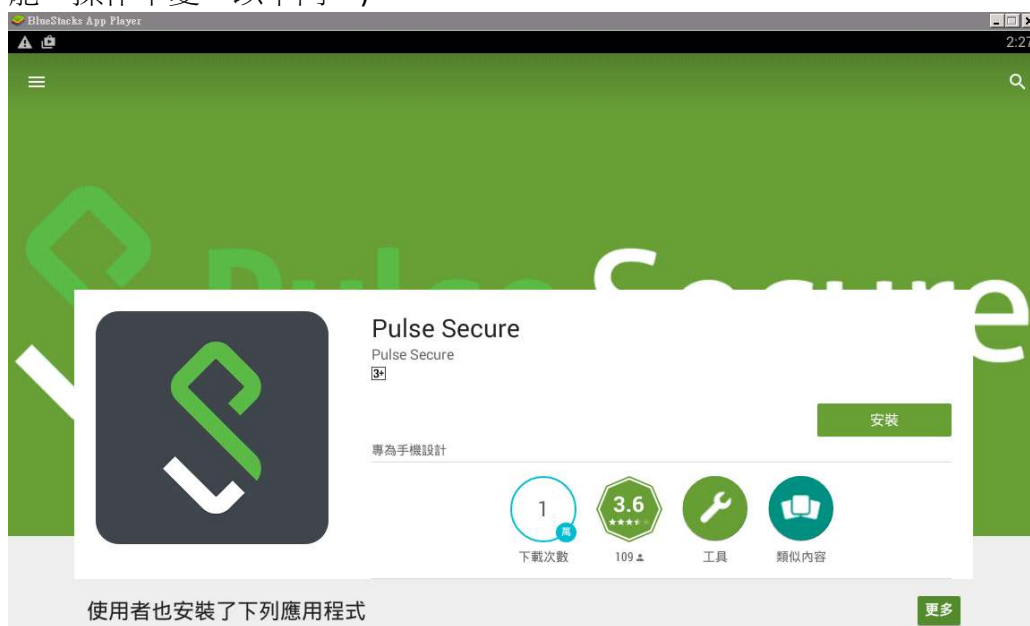 BlueStacks App Player
2:27
Pulse Secure
Pulse Secure
Pulse Secure
3+
安裝
專為手機設計
1
萬
3.6
下載次數
109
工具
類似內容
使用者也安裝了下列應用程式
更多